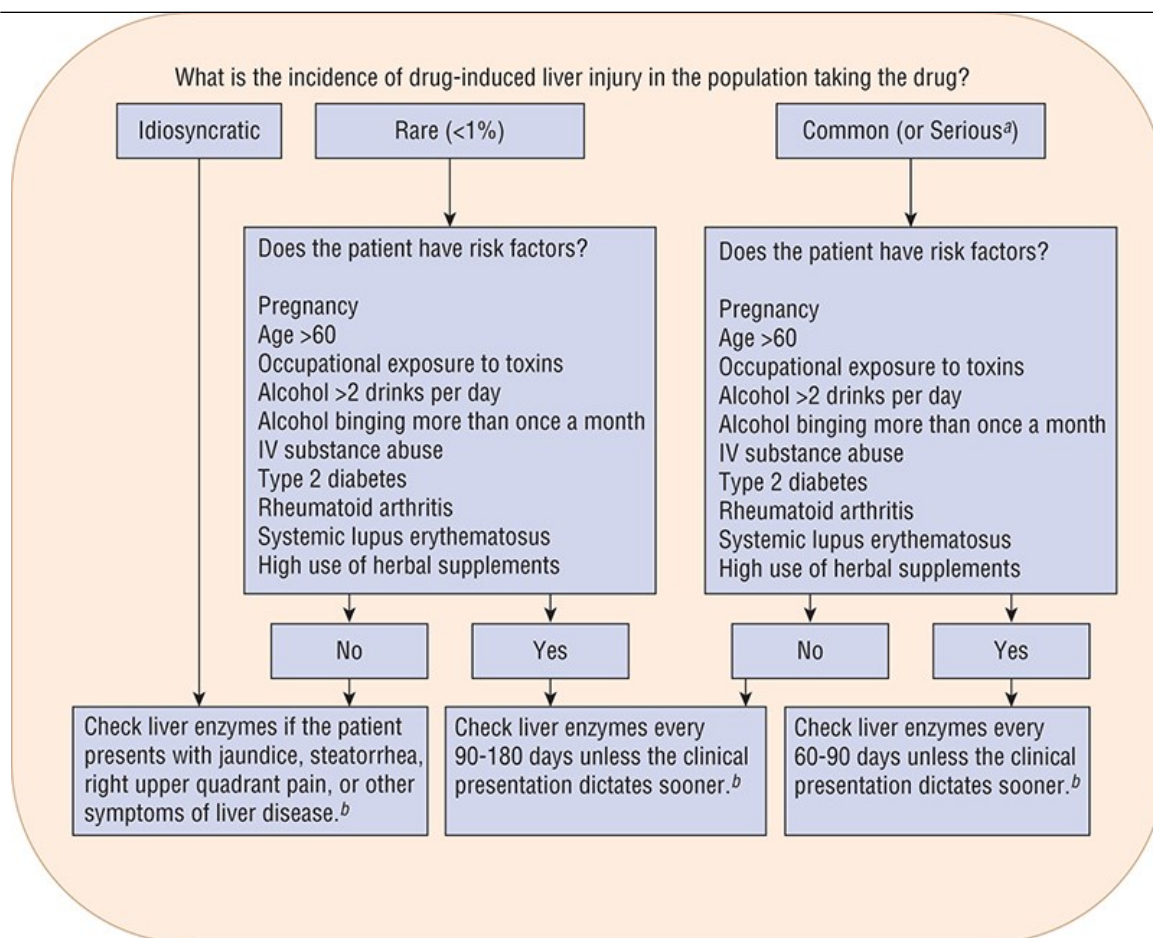 What is the incidence of drug-induced liver injury in the population taking the drug?
Idiosyncratic
Rare (<1%)
Common (or Serious^a)
Does the patient have risk factors?
Pregnancy
Age >60
Occupational exposure to toxins
Alcohol >2 drinks per day
Alcohol binging more than once a month
IV substance abuse
Type 2 diabetes
Rheumatoid arthritis
Systemic lupus erythematosus
High use of herbal supplements
Does the patient have risk factors?
Pregnancy
Age >60
Occupational exposure to toxins
Alcohol >2 drinks per day
Alcohol binging more than once a month
IV substance abuse
Type 2 diabetes
Rheumatoid arthritis
Systemic lupus erythematosus
High use of herbal supplements
No
Yes
No
Yes
Check liver enzymes if the patient
presents with jaundice, steatorrhea,
right upper quadrant pain, or other
symptoms of liver disease.^b
Check liver enzymes every
90-180 days unless the clinical
presentation dictates sooner.^b
Check liver enzymes every
60-90 days unless the clinical
presentation dictates sooner.^b